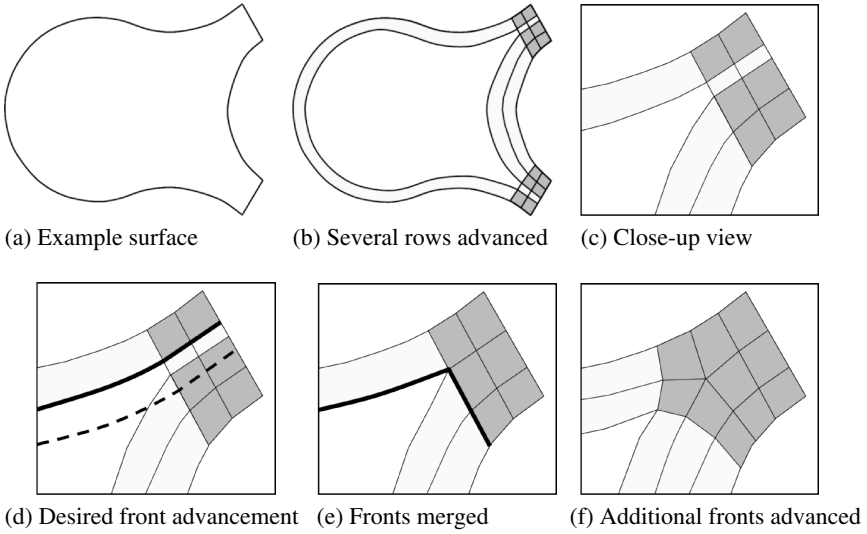 (a) Example surface
(b) Several rows advanced
(c) Close-up view
(d) Desired front advancement
(e) Fronts merged
(f) Additional fronts advanced